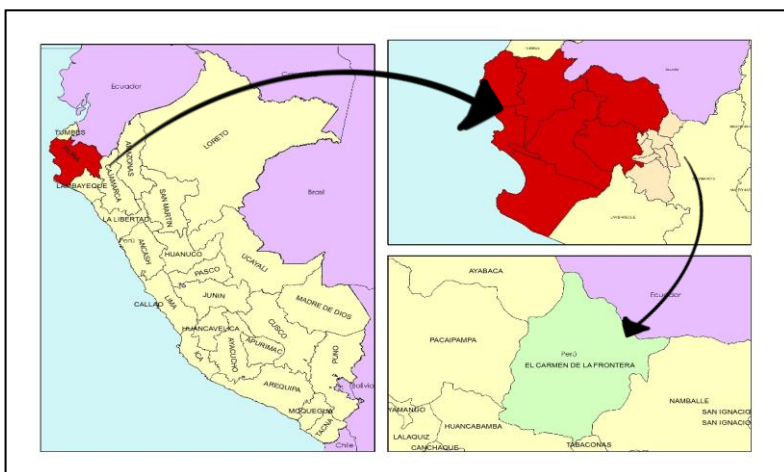 Ecuador
TUMBES
PIURA
LORETO
AMAZONAS
LAMBAYEQUE
CAJAMARCA
SAN MARTIN
Brasil
LA LIBERTAD
Perú
ANCASH
HUANUCO
UCAYALI
PASCO
JUNIN
LIMA
CALLAO
MADRE DE DIOS
HUANCAVELICA
CUSCO
ICA
AYACUCHO
APURIMAC
PUNO
AREQUIPA
Bolivia
MOQUEGUA
TACNA
Chile
AYABACA
Ecuador
PACAIPAMPA
Perú
EL CARMEN DE LA FRONTERA
NAMBALLE
YAMANGO
SAN IGNACIO
SAN IGNACIO
HUANCABAMBA
LALAQUIZ
CANCHAQUE
TABACONAS